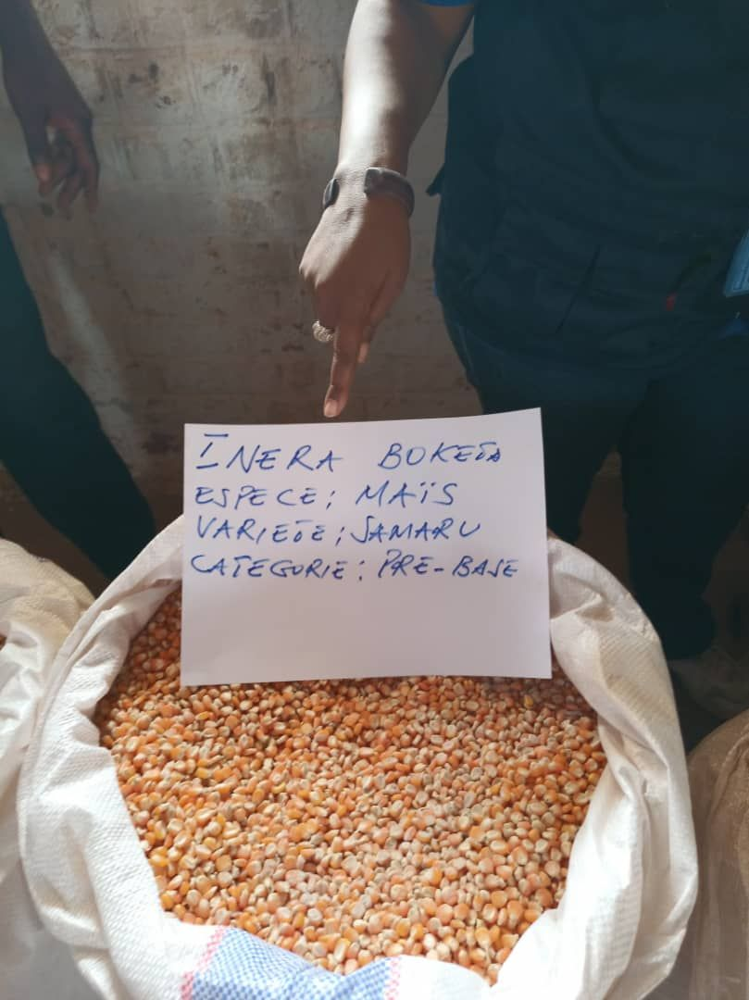 INERA BOKETA
ESPECE; MAÏS
VARIETE; SAMARU
CATEGORIE; PRE-BASE